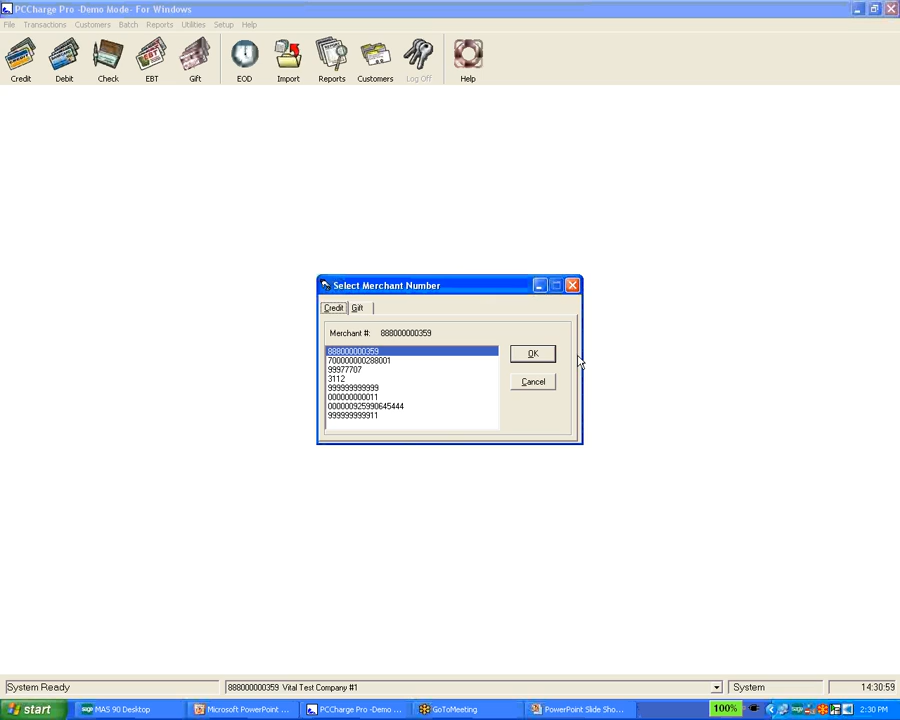 PCCharge Pro -Demo Mode- For Windows
File Transactions Customers Batch Reports Utilities Setup Help
Credit Debit Check EBT Gift EOD Import Reports Customers Log Off Help
Select Merchant Number
Credit Gift
Merchant #: 888000000359
888000000359
700000000288001
99977707
3112
999999999999
000000000011
000000925990645444
999999999911
OK
Cancel
System Ready 888000000359 Vital Test Company #1 System 14:30:59
start sage MAS 90 Desktop Microsoft PowerPoint ... PCCharge Pro -Demo ... GoToMeeting PowerPoint Slide Sho... 100% 2:30 PM